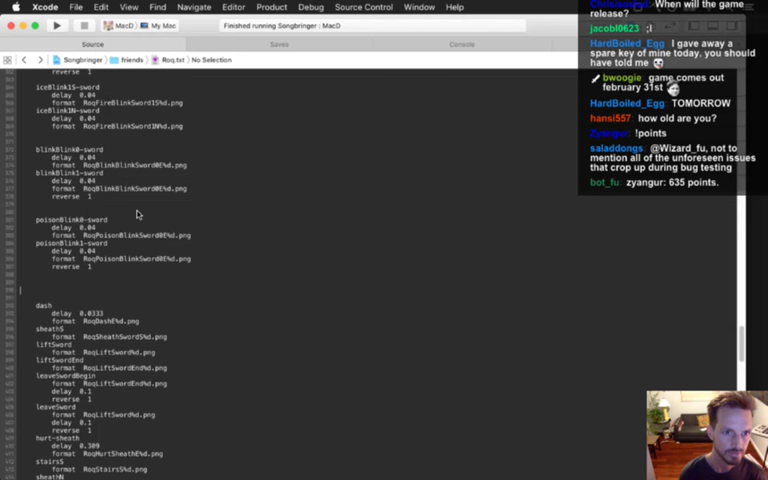 Xcode File Edit View Find Navigate Editor Product Debug Source Control Window Help
MacD My Mac
Finished running Songbringer : MacD
Source
Saves
Console
Songbringer friends Roq.txt No Selection
reverse 1
iceBlink1S-sword
delay 0.04
format RoqFireBlinkSword1S%d.png
iceBlink1N-sword
delay 0.04
format RoqFireBlinkSword1N%d.png
blinkBlink0-sword
delay 0.04
format RoqBlinkBlinkSword0E%d.png
blinkBlink1-sword
delay 0.04
format RoqBlinkBlinkSword0E%d.png
reverse 1
poisonBlink0-sword
delay 0.04
format RoqPoisonBlinkSword0E%d.png
poisonBlink1-sword
delay 0.04
format RoqPoisonBlinkSword0E%d.png
reverse 1
dash
delay 0.0333
format RoqDashE%d.png
sheathS
format RoqSheathSwordS%d.png
liftSword
format RoqLiftSword%d.png
liftSwordEnd
format RoqLiftSwordEnd%d.png
leaveSwordBegin
format RoqLiftSwordEnd%d.png
delay 0.1
reverse 1
leaveSword
format RoqLiftSword%d.png
delay 0.1
reverse 1
hurt-sheath
delay 0.309
format RoqHurtSheathE%d.png
stairsS
format RoqStairsS%d.png
sheathN
When will the game
release?
jacobl0623: ;l
HardBoiled_Egg: I gave away a
spare key of mine today, you should
have told me
bwoogie: game comes out
february 31st
HardBoiled_Egg: TOMORROW
hansi557: how old are you?
Zyangur: !points
saladdongs: @Wizard_fu, not to
mention all of the unforeseen issues
that crop up during bug testing
bot_fu: zyangur: 635 points.